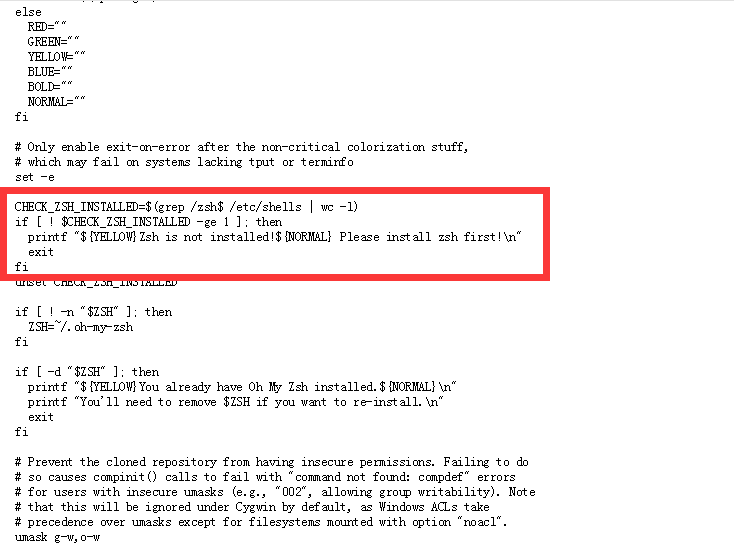 else
  RED=""
  GREEN=""
  YELLOW=""
  BLUE=""
  BOLD=""
  NORMAL=""
fi

# Only enable exit-on-error after the non-critical colorization stuff,
# which may fail on systems lacking tput or terminfo
set -e

CHECK_ZSH_INSTALLED=$(grep /zsh$ /etc/shells | wc -l)
if [ ! $CHECK_ZSH_INSTALLED -ge 1 ]; then
  printf "${YELLOW}Zsh is not installed!${NORMAL} Please install zsh first!\n"
  exit
fi
unset CHECK_ZSH_INSTALLED

if [ ! -n "$ZSH" ]; then
  ZSH=~/.oh-my-zsh
fi

if [ -d "$ZSH" ]; then
  printf "${YELLOW}You already have Oh My Zsh installed.${NORMAL}\n"
  printf "You'll need to remove $ZSH if you want to re-install.\n"
  exit
fi

# Prevent the cloned repository from having insecure permissions. Failing to do
# so causes compinit() calls to fail with "command not found: compdef" errors
# for users with insecure umasks (e.g., "002", allowing group writability). Note
# that this will be ignored under Cygwin by default, as Windows ACLs take
# precedence over umasks except for filesystems mounted with option "noacl".
umask g-w,o-w